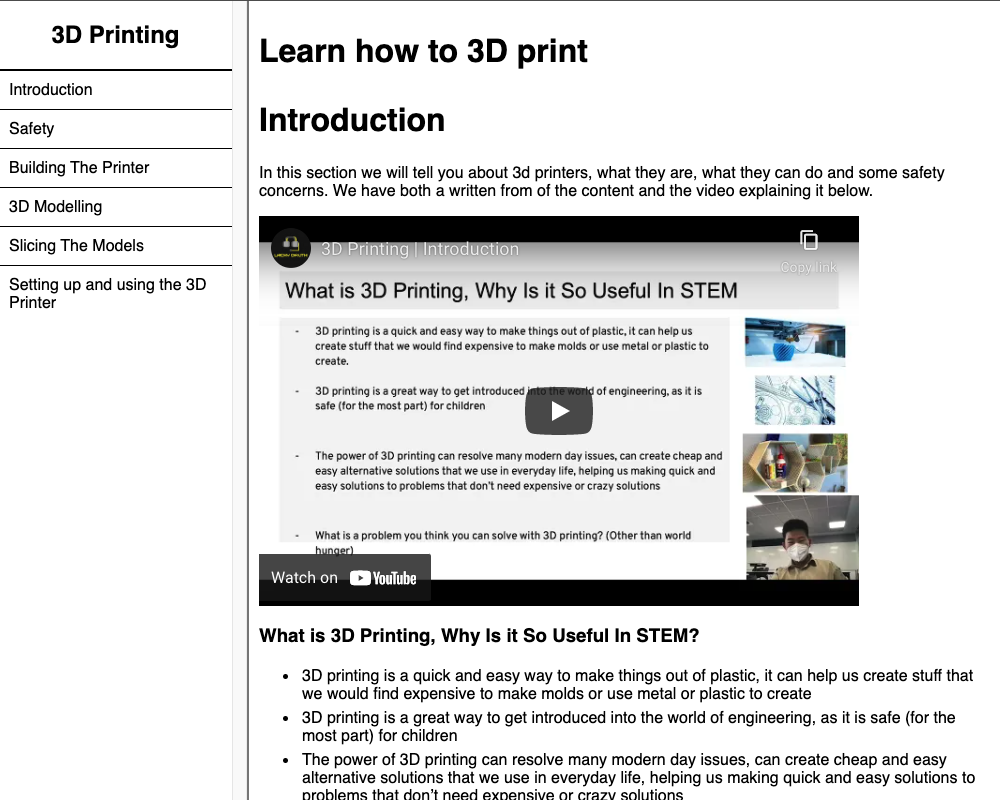 3D Printing
Introduction
Safety
Building The Printer
3D Modelling
Slicing The Models
Setting up and using the 3D
Printer
Learn how to 3D print
Introduction
In this section we will tell you about 3d printers, what they are, what they can do and some safety
concerns. We have both a written from of the content and the video explaining it below.
3D Printing | Introduction
Copy link
What is 3D Printing, Why Is it So Useful In STEM
- 3D printing is a quick and easy way to make things out of plastic, it can help us
create stuff that we would find expensive to make molds or use metal or plastic to
create.
- 3D printing is a great way to get introduced into the world of engineering, as it is
safe (for the most part) for children
- The power of 3D printing can resolve many modern day issues, can create cheap and
easy alternative solutions that we use in everyday life, helping us making quick and
easy solutions to problems that don't need expensive or crazy solutions
- What is a problem you think you can solve with 3D printing? (Other than world
hunger)
Watch on YouTube
What is 3D Printing, Why Is it So Useful In STEM?
• 3D printing is a quick and easy way to make things out of plastic, it can help us create stuff that
we would find expensive to make molds or use metal or plastic to create
• 3D printing is a great way to get introduced into the world of engineering, as it is safe (for the
most part) for children
• The power of 3D printing can resolve many modern day issues, can create cheap and easy
alternative solutions that we use in everyday life, helping us making quick and easy solutions to
problems that don't need expensive or crazy solutions